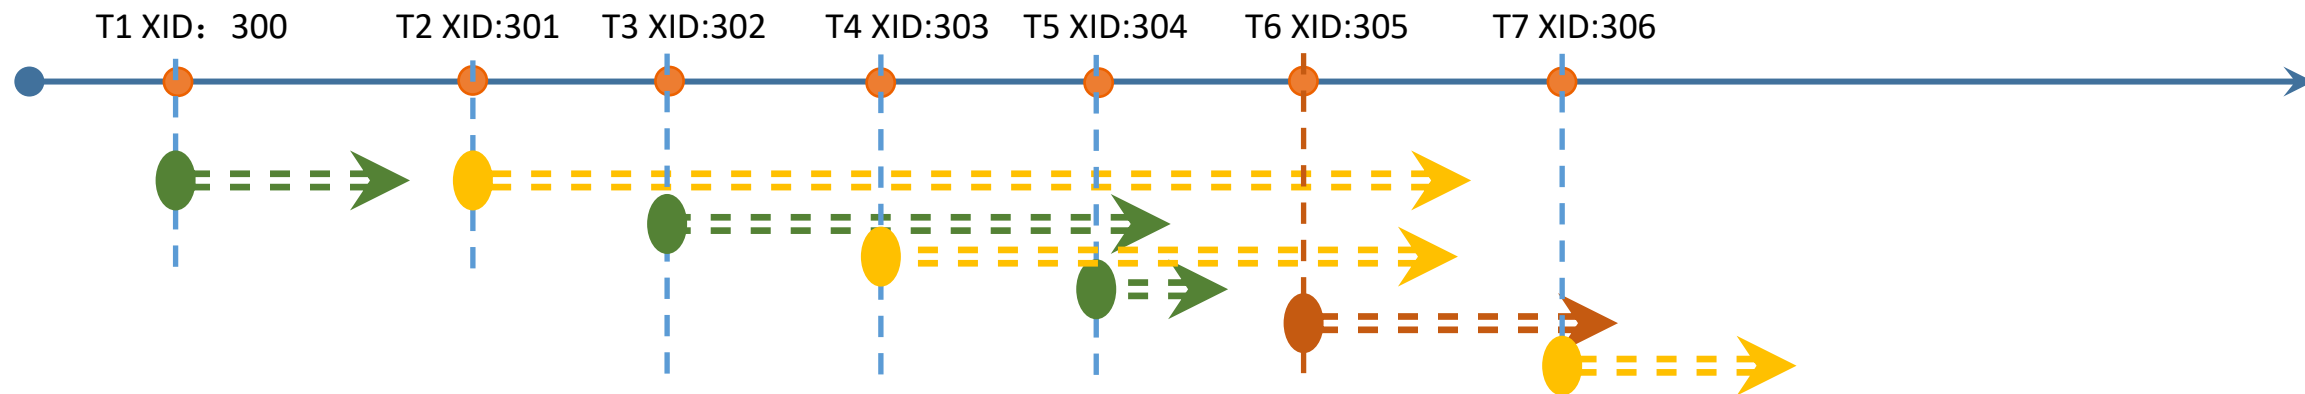 T1 XID： 300 T2 XID:301 T3 XID:302 T4 XID:303 T5 XID:304 T6 XID:305 T7 XID:306